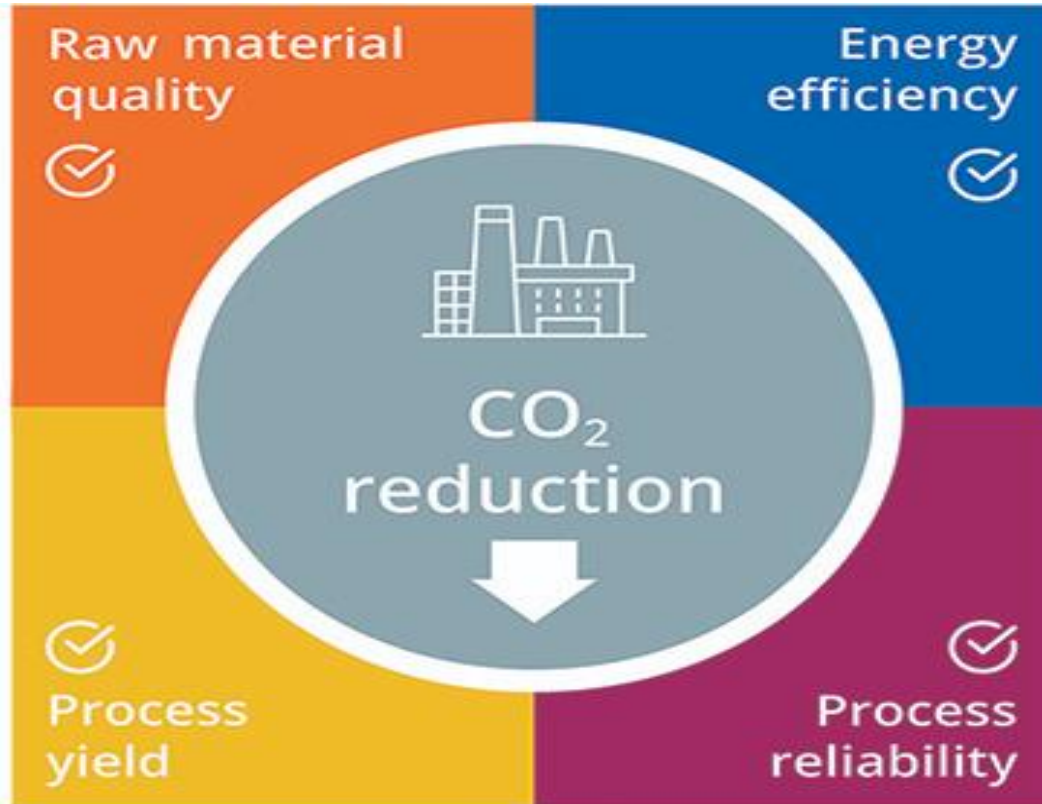 Raw material
quality
Energy
efficiency
CO₂
reduction
Process
yield
Process
reliability